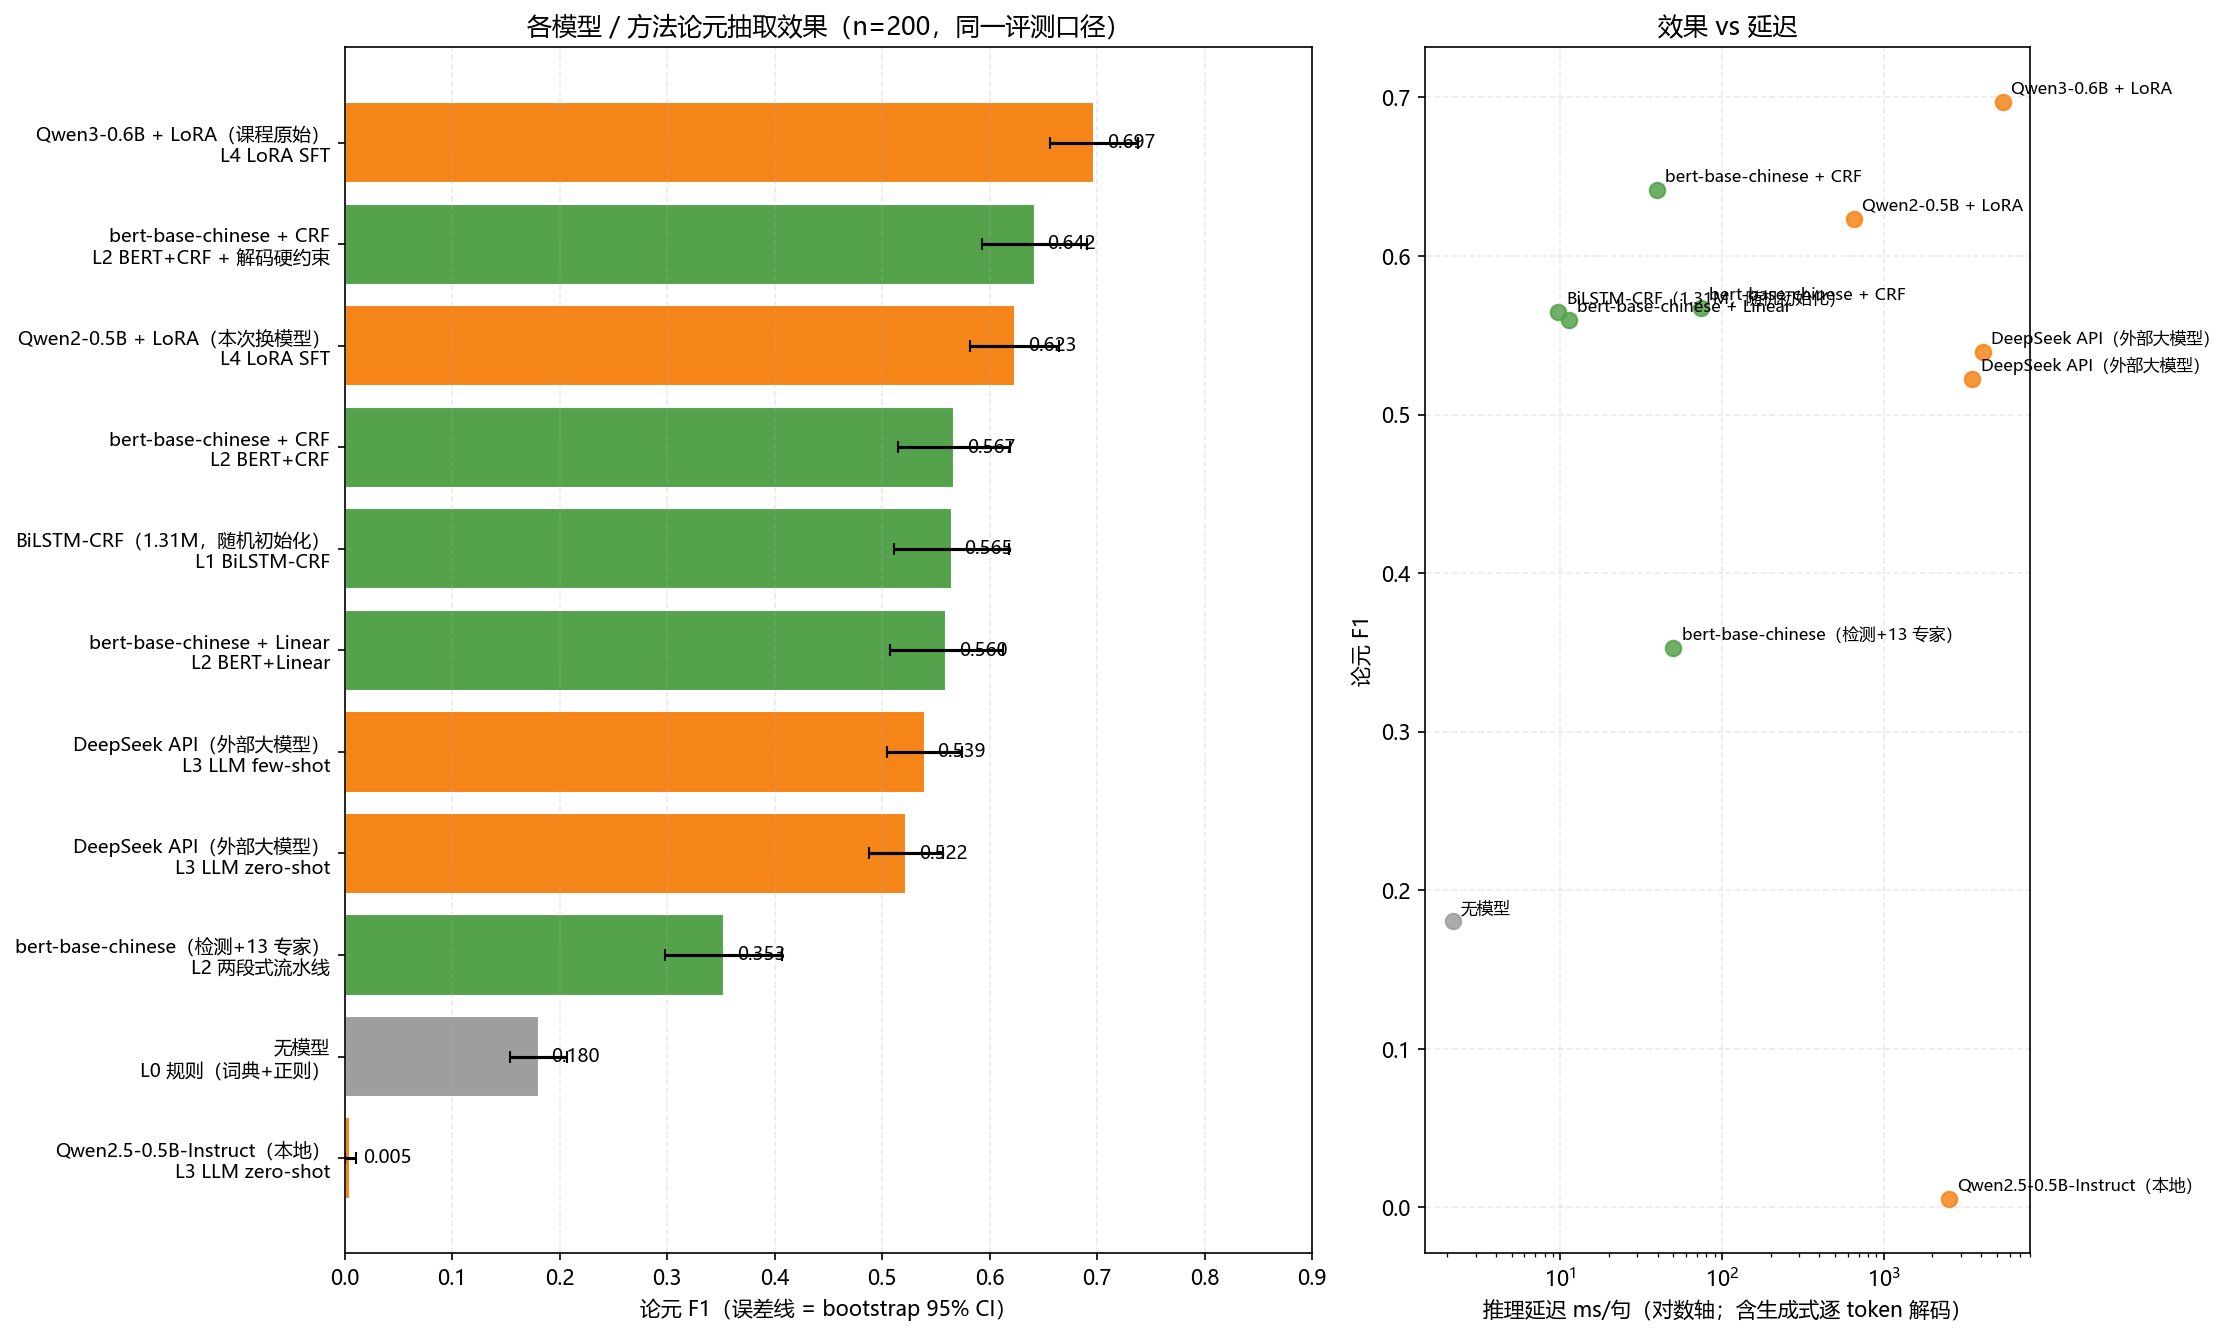 各模型 / 方法论元抽取效果（n=200，同一评测口径）
Qwen3-0.6B + LoRA（课程原始）
L4 LoRA SFT
0.697
bert-base-chinese + CRF
L2 BERT+CRF + 解码硬约束
0.642
Qwen2-0.5B + LoRA（本次换模型）
L4 LoRA SFT
0.623
bert-base-chinese + CRF
L2 BERT+CRF
0.567
BiLSTM-CRF（1.31M，随机初始化）
L1 BiLSTM-CRF
0.565
bert-base-chinese + Linear
L2 BERT+Linear
0.560
DeepSeek API（外部大模型）
L3 LLM few-shot
0.539
DeepSeek API（外部大模型）
L3 LLM zero-shot
0.522
bert-base-chinese（检测+13 专家）
L2 两段式流水线
0.353
无模型
L0 规则（词典+正则）
0.180
Qwen2.5-0.5B-Instruct（本地）
L3 LLM zero-shot
0.005
0.0 0.1 0.2 0.3 0.4 0.5 0.6 0.7 0.8 0.9
论元 F1（误差线 = bootstrap 95% CI）
效果 vs 延迟
论元 F1
0.7
0.6
0.5
0.4
0.3
0.2
0.1
0.0
Qwen3-0.6B + LoRA
bert-base-chinese + CRF
Qwen2-0.5B + LoRA
BiLSTM-CRF（1.31M，随机初始化）
bert-base-chinese + CRF
bert-base-chinese + Linear
DeepSeek API（外部大模型）
DeepSeek API（外部大模型）
bert-base-chinese（检测+13 专家）
无模型
Qwen2.5-0.5B-Instruct（本地）
10¹ 10² 10³
推理延迟 ms/句（对数轴；含生成式逐 token 解码）